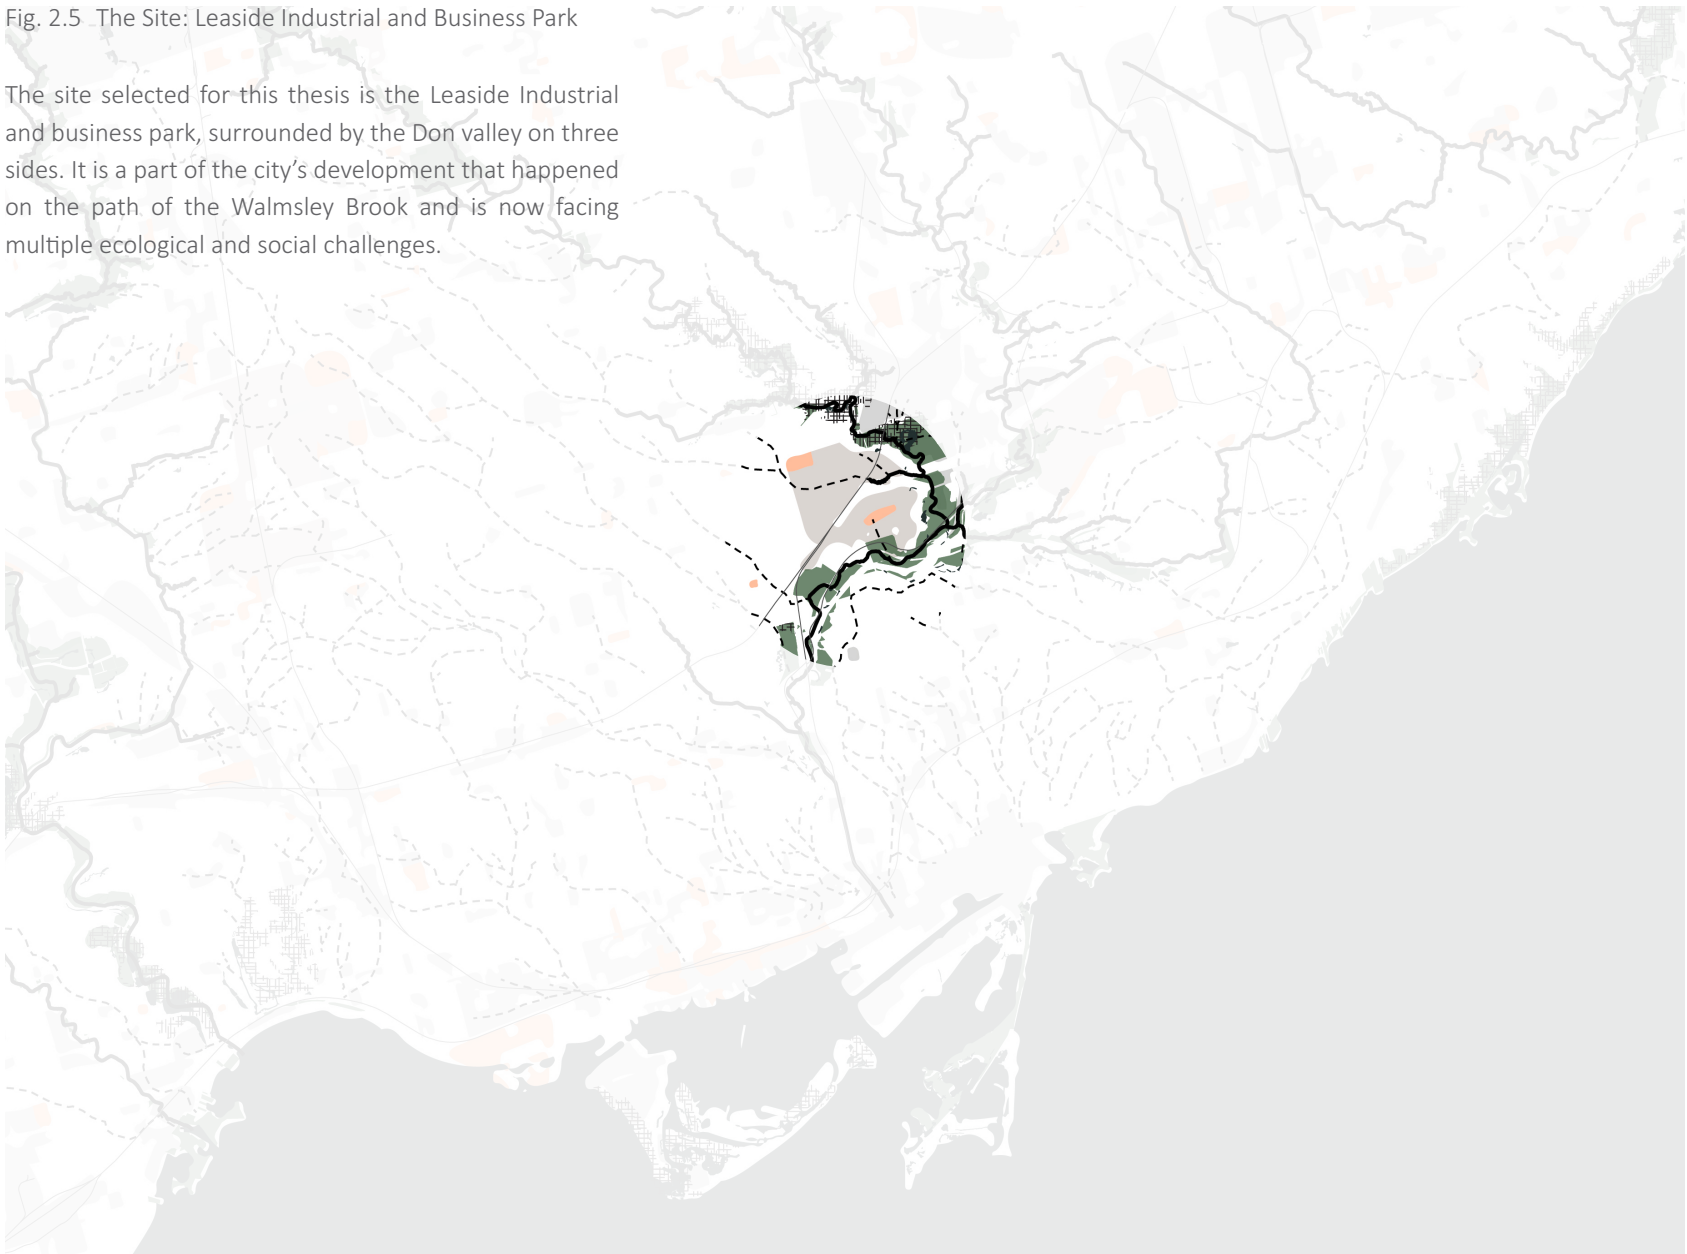 Fig. 2.5 The Site: Leaside Industrial and Business Park
The site selected for this thesis is the Leaside Industrial
and business park, surrounded by the Don valley on three
sides. It is a part of the city’s development that happened
on the path of the Walmsley Brook and is now facing
multiple ecological and social challenges.